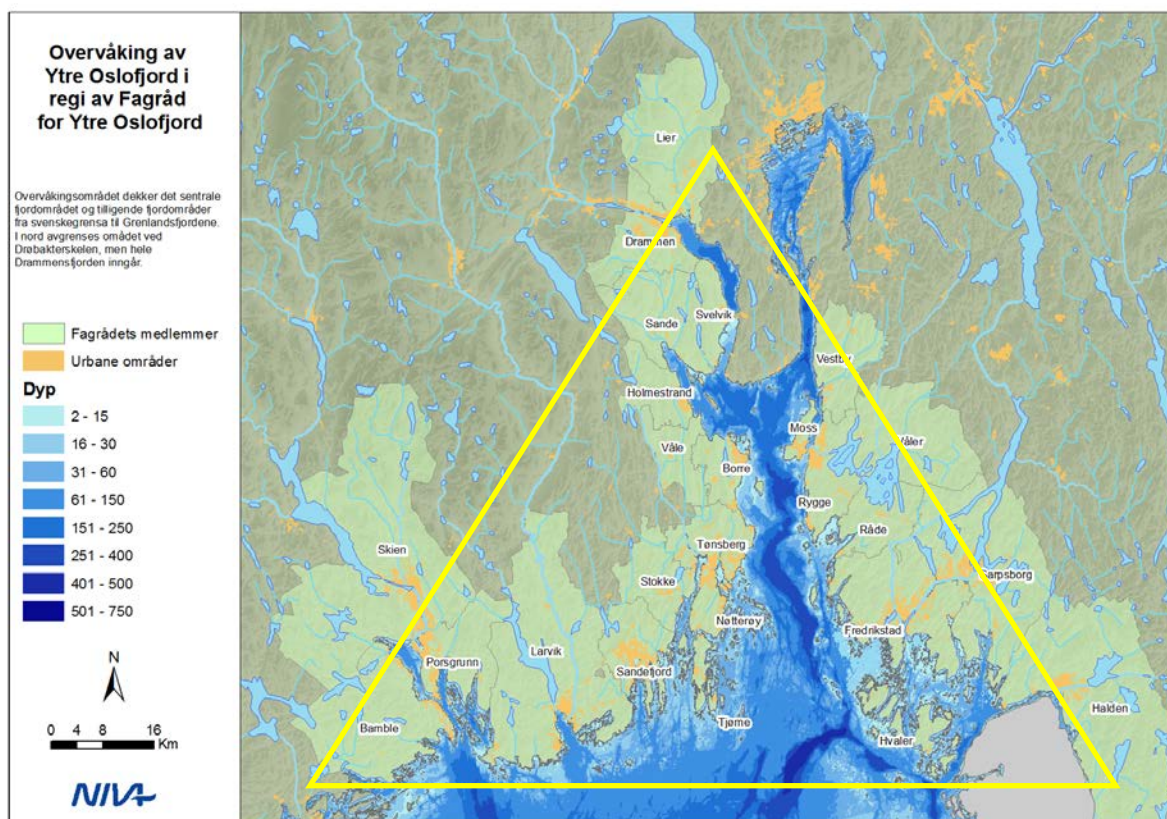 Overvåking av
Ytre Oslofjord i
regi av Fagråd
for Ytre Oslofjord
Overvåkingsområdet dekker det sentrale
fjordområdet og tilligende fjordområder
fra svenskegrensa til Grenlandsfjordene.
I nord avgrenses området ved
Drøbakterskelen, men hele
Drammensfjorden inngår.
Fagrådets medlemmer
Urbane områder
Dyp
2 - 15
16 - 30
31 - 60
61 - 150
151 - 250
251 - 400
401 - 500
501 - 750
N
0 4 8 16
Km
NIVA
Lier
Drammen
Svelvik
Sande
Vestby
Holmestrand
Moss
Våler
Våle
Borre
Rygge
Råde
Tønsberg
Skien
Sarpsborg
Stokke
Nøtterøy
Fredrikstad
Larvik
Porsgrunn
Sandefjord
Halden
Tjøme
Bamble
Hvaler